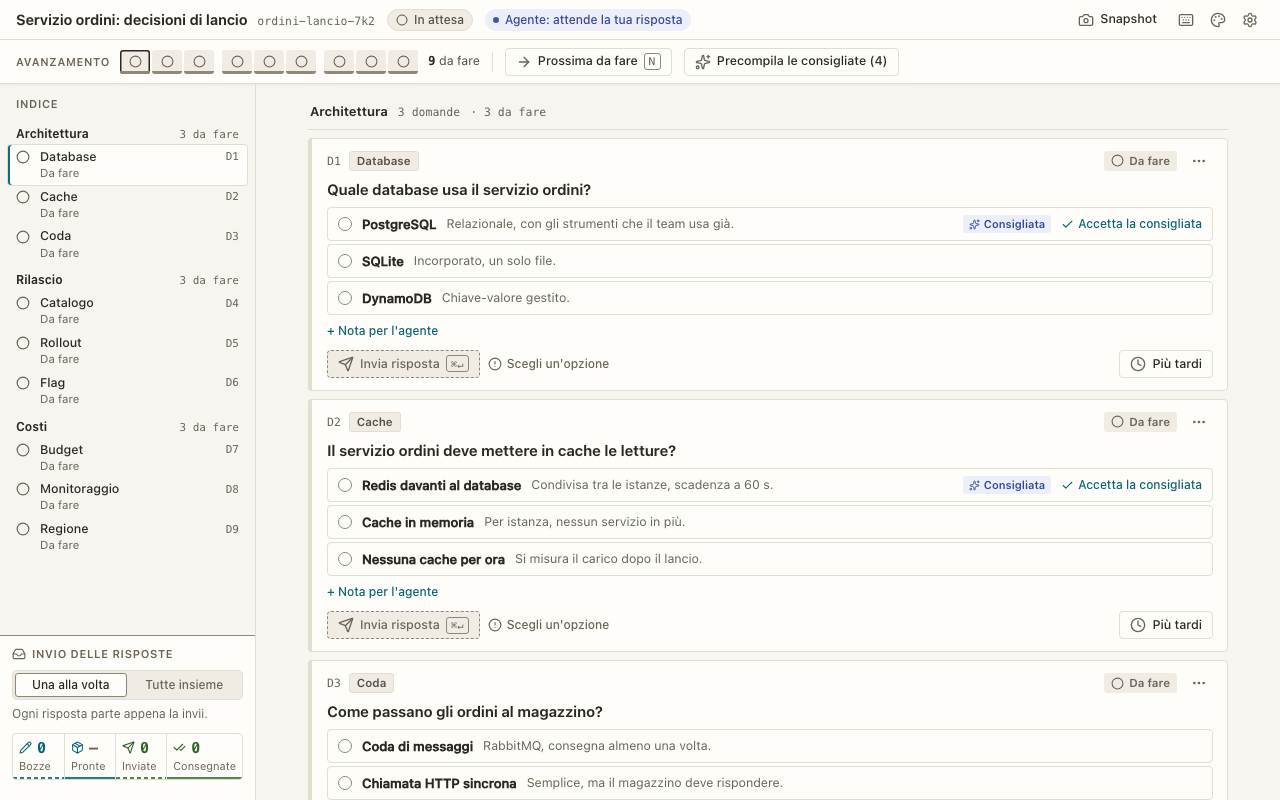 Servizio ordini: decisioni di lancio ordini-lancio-7k2 In attesa Agente: attende la tua risposta Snapshot
AVANZAMENTO 9 da fare Prossima da fare N Precompila le consigliate (4)
INDICE
Architettura 3 da fare
Database D1
Da fare
Cache D2
Da fare
Coda D3
Da fare
Rilascio 3 da fare
Catalogo D4
Da fare
Rollout D5
Da fare
Flag D6
Da fare
Costi 3 da fare
Budget D7
Da fare
Monitoraggio D8
Da fare
Regione D9
Da fare
INVIO DELLE RISPOSTE
Una alla volta Tutte insieme
Ogni risposta parte appena la invii.
0 – 0 0
Bozze Pronte Inviate Consegnate
Architettura 3 domande · 3 da fare
D1 Database Da fare
Quale database usa il servizio ordini?
PostgreSQL Relazionale, con gli strumenti che il team usa già. Consigliata Accetta la consigliata
SQLite Incorporato, un solo file.
DynamoDB Chiave-valore gestito.
+ Nota per l'agente
Invia risposta ⌘↵ Scegli un'opzione Più tardi
D2 Cache Da fare
Il servizio ordini deve mettere in cache le letture?
Redis davanti al database Condivisa tra le istanze, scadenza a 60 s. Consigliata Accetta la consigliata
Cache in memoria Per istanza, nessun servizio in più.
Nessuna cache per ora Si misura il carico dopo il lancio.
+ Nota per l'agente
Invia risposta ⌘↵ Scegli un'opzione Più tardi
D3 Coda Da fare
Come passano gli ordini al magazzino?
Coda di messaggi RabbitMQ, consegna almeno una volta.
Chiamata HTTP sincrona Semplice, ma il magazzino deve rispondere.